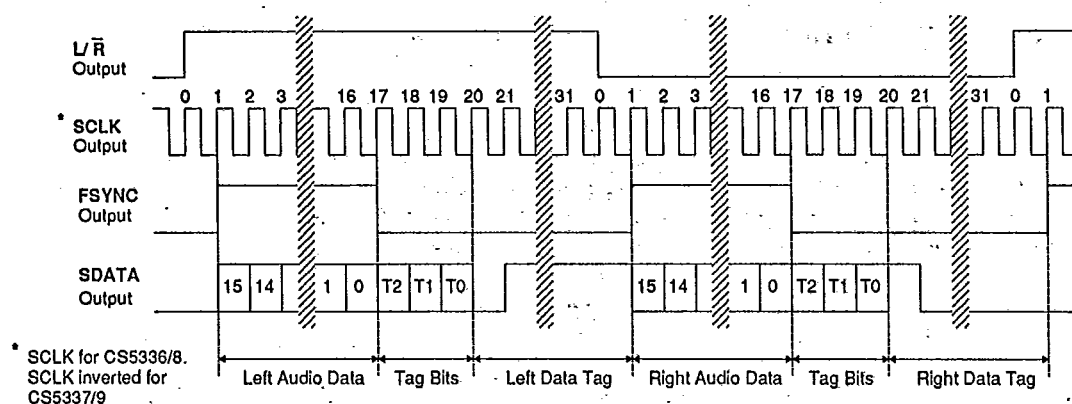 L/R̅
Output
0 1 2 3 16 17 18 19 20 21 31 0 1 2 3 16 17 18 19 20 21 31 0 1
* SCLK
Output
FSYNC
Output
SDATA
Output
15 14 1 0 T2 T1 T0 15 14 1 0 T2 T1 T0
Left Audio Data Tag Bits Left Data Tag Right Audio Data Tag Bits Right Data Tag
* SCLK for CS5336/8.
SCLK inverted for
CS5337/9